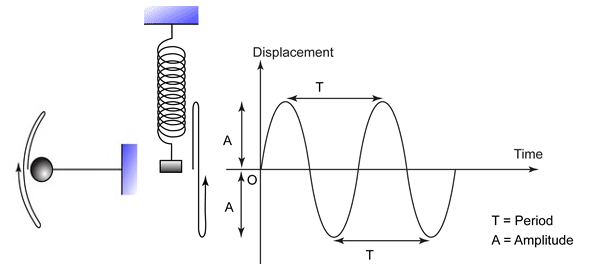 Displacement
T
A
Time
O
A
T
T = Period
A = Amplitude